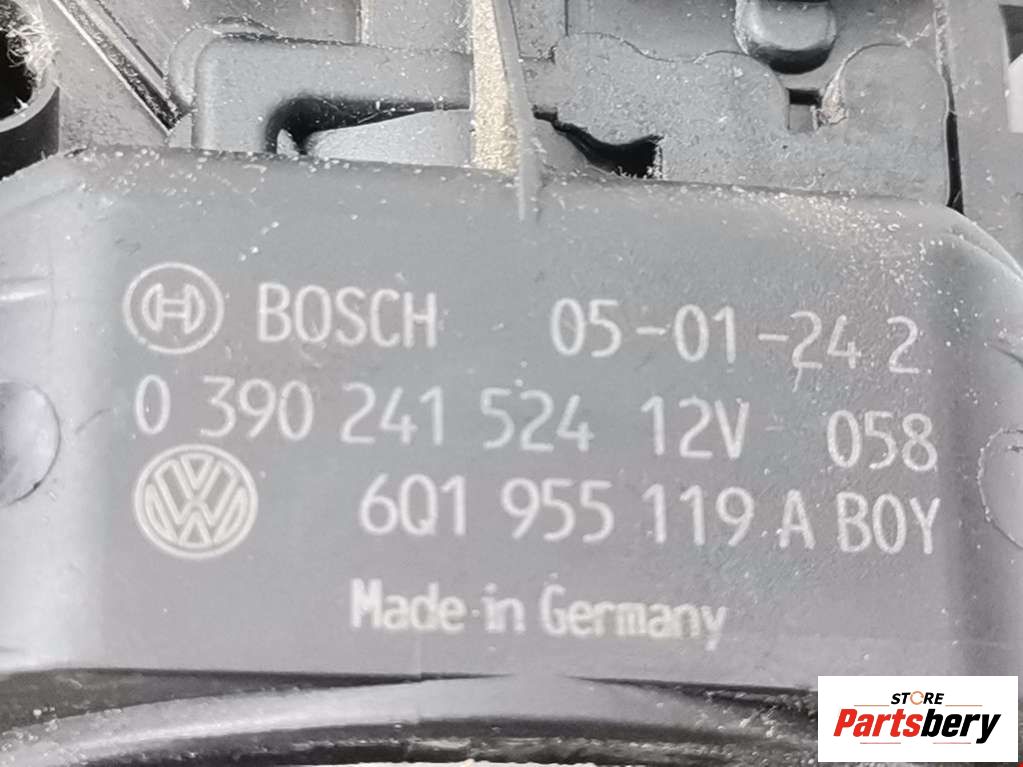 BOSCH 05-01-24 2
0 390 241 524 12V 058
6Q1 955 119 A B0Y
Made in Germany
STORE
Partsbery